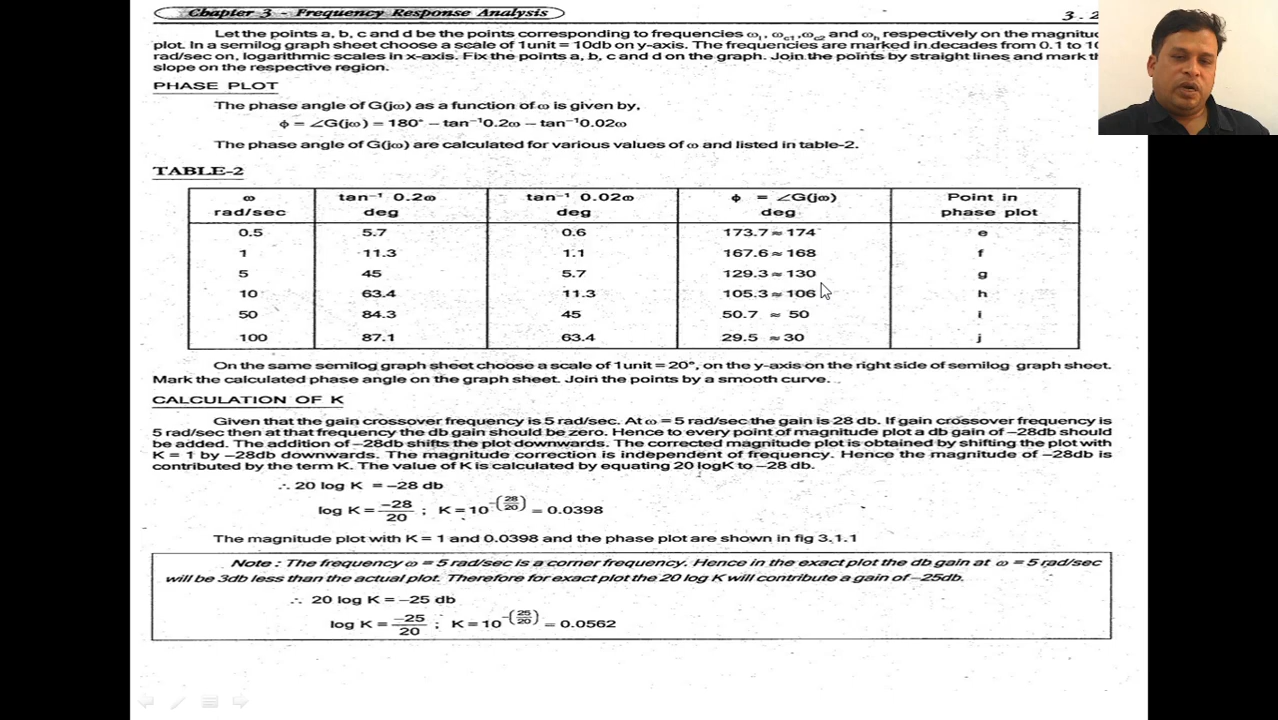 Chapter 3 - Frequency Response Analysis
3. 2
Let the points a, b, c and d be the points corresponding to frequencies ωₗ, ω_c1, ω_c2 and ω_h respectively on the magnitu
plot. In a semilog graph sheet choose a scale of 1unit = 10db on y-axis. The frequencies are marked in decades from 0.1 to 10
rad/sec on, logarithmic scales in x-axis. Fix the points a, b, c and d on the graph. Join the points by straight lines and mark th
slope on the respective region.
PHASE PLOT
The phase angle of G(jω) as a function of ω is given by,
ϕ = ∠G(jω) = 180° − tan⁻¹0.2ω − tan⁻¹0.02ω
The phase angle of G(jω) are calculated for various values of ω and listed in table-2.
TABLE-2
ω rad/sec | tan⁻¹ 0.2ω deg | tan⁻¹ 0.02ω deg | ϕ = ∠G(jω) deg | Point in phase plot
0.5 | 5.7 | 0.6 | 173.7 ≈ 174 | e
1 | 11.3 | 1.1 | 167.6 ≈ 168 | f
5 | 45 | 5.7 | 129.3 ≈ 130 | g
10 | 63.4 | 11.3 | 105.3 ≈ 106 | h
50 | 84.3 | 45 | 50.7 ≈ 50 | i
100 | 87.1 | 63.4 | 29.5 ≈ 30 | j
On the same semilog graph sheet choose a scale of 1unit = 20°, on the y-axis on the right side of semilog graph sheet.
Mark the calculated phase angle on the graph sheet. Join the points by a smooth curve.
CALCULATION OF K
Given that the gain crossover frequency is 5 rad/sec. At ω = 5 rad/sec the gain is 28 db. If gain crossover frequency is
5 rad/sec then at that frequency the db gain should be zero. Hence to every point of magnitude plot a db gain of −28db should
be added. The addition of −28db shifts the plot downwards. The corrected magnitude plot is obtained by shifting the plot with
K = 1 by −28db downwards. The magnitude correction is independent of frequency. Hence the magnitude of −28db is
contributed by the term K. The value of K is calculated by equating 20 logK to −28 db.
∴ 20 log K = −28 db
log K = −28/20 ; K = 10^−(28/20) = 0.0398
The magnitude plot with K = 1 and 0.0398 and the phase plot are shown in fig 3.1.1
Note : The frequency ω = 5 rad/sec is a corner frequency. Hence in the exact plot the db gain at ω = 5 rad/sec
will be 3db less than the actual plot. Therefore for exact plot the 20 log K will contribute a gain of −25db.
∴ 20 log K = −25 db
log K = −25/20 ; K = 10^−(25/20) = 0.0562